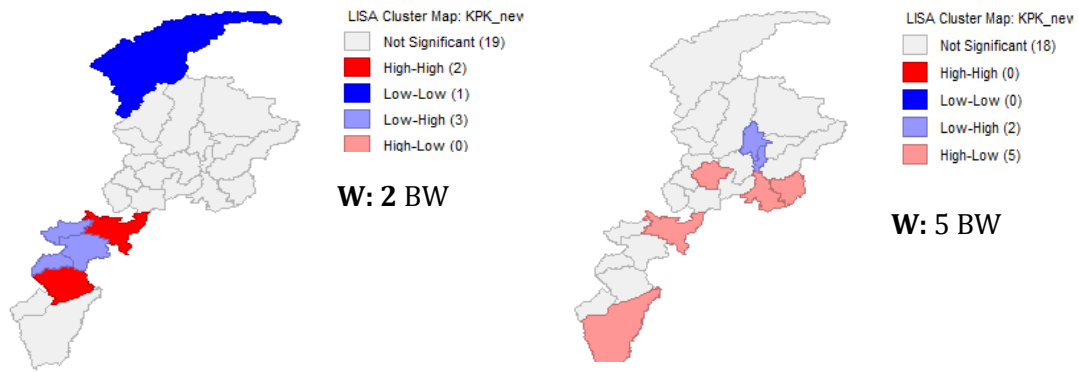 LISA Cluster Map: KPK_new
Not Significant (19)
High-High (2)
Low-Low (1)
Low-High (3)
High-Low (0)
W: 2 BW
LISA Cluster Map: KPK_new
Not Significant (18)
High-High (0)
Low-Low (0)
Low-High (2)
High-Low (5)
W: 5 BW